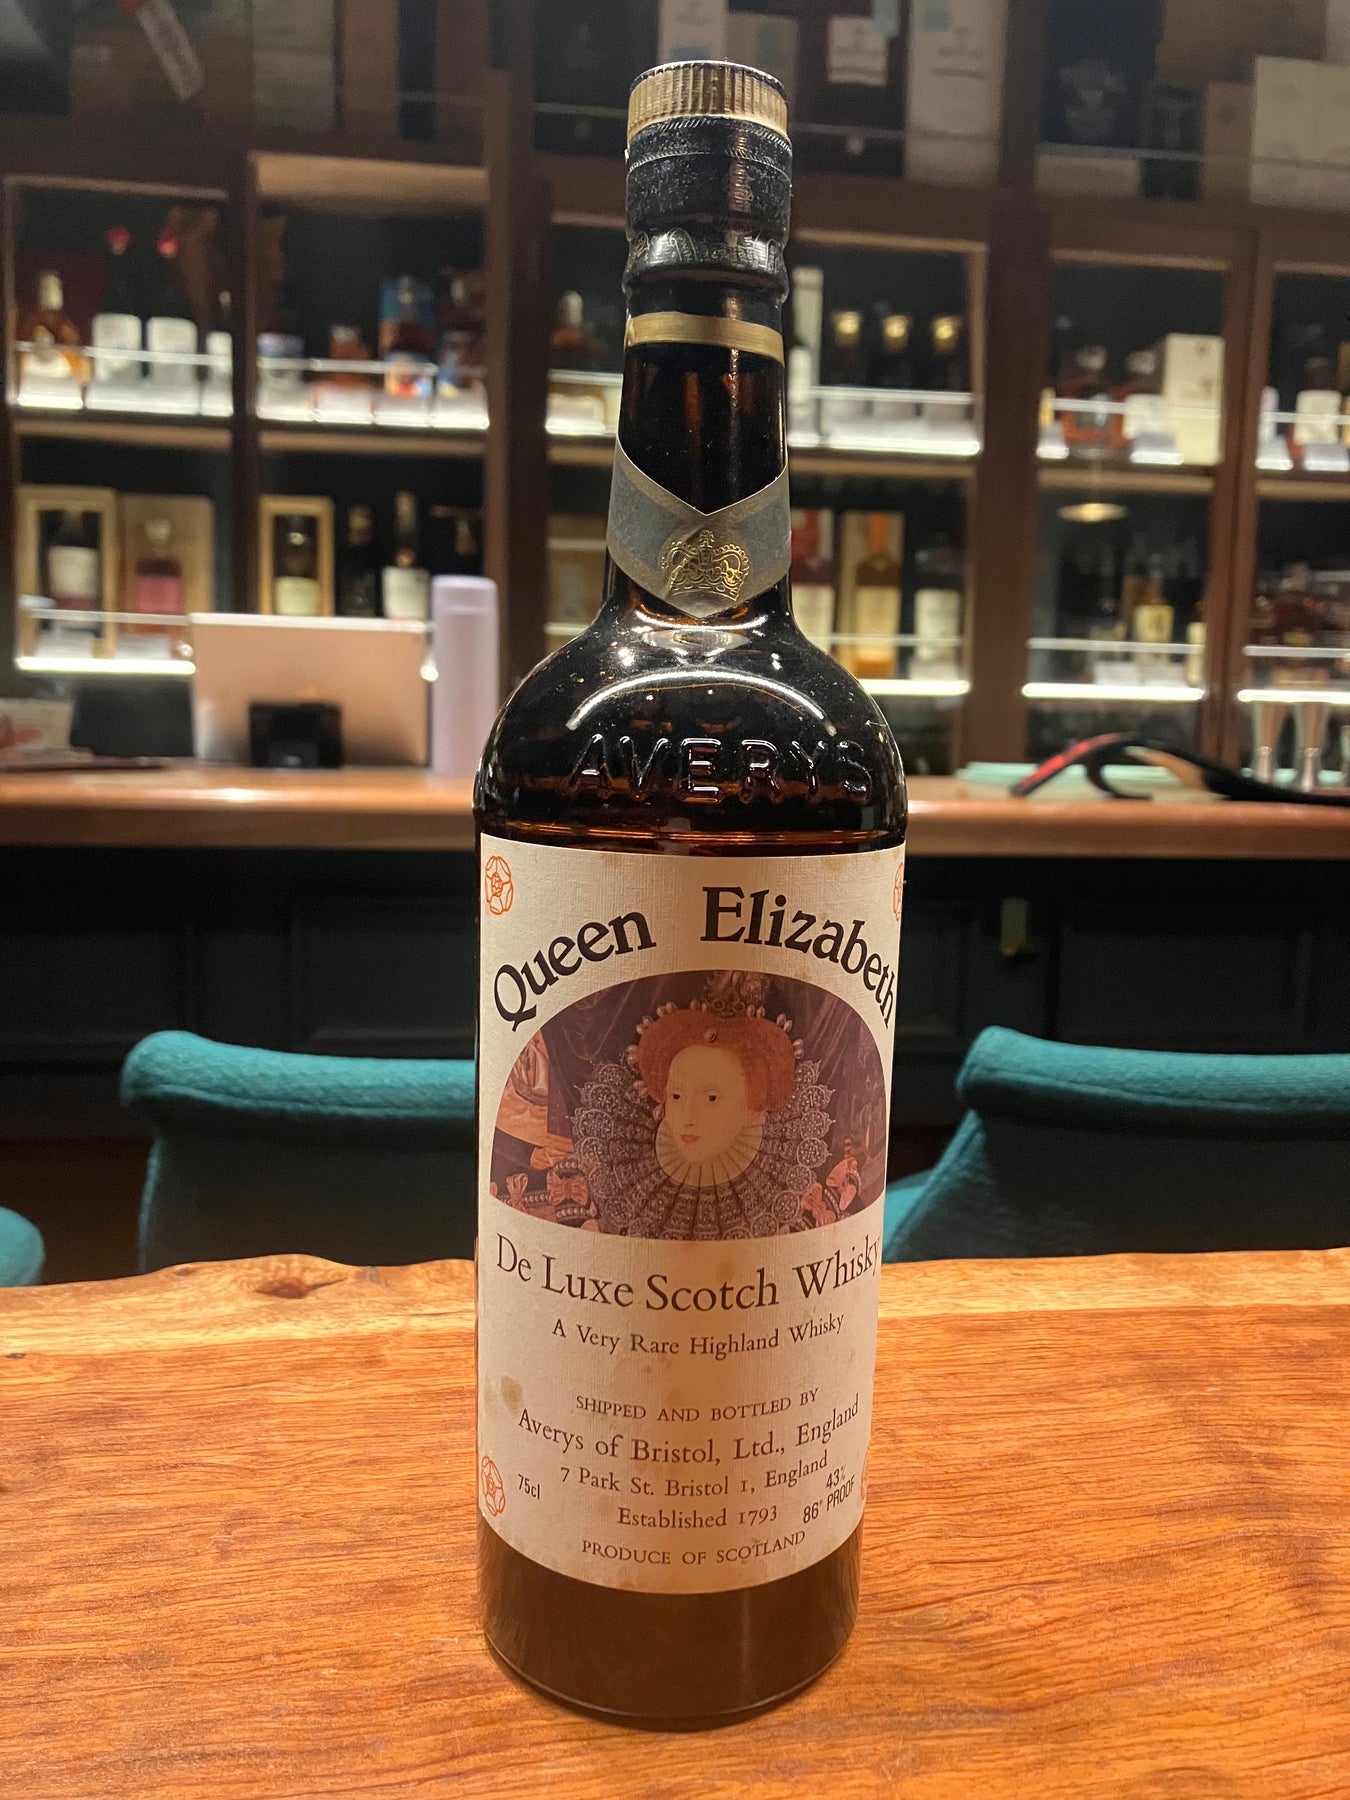 AVERYS
Queen Elizabeth
De Luxe Scotch Whisky
A Very Rare Highland Whisky
SHIPPED AND BOTTLED BY
Averys of Bristol, Ltd., England
7 Park St. Bristol 1, England
75cl
43%
86° PROOF
Established 1793
PRODUCE OF SCOTLAND